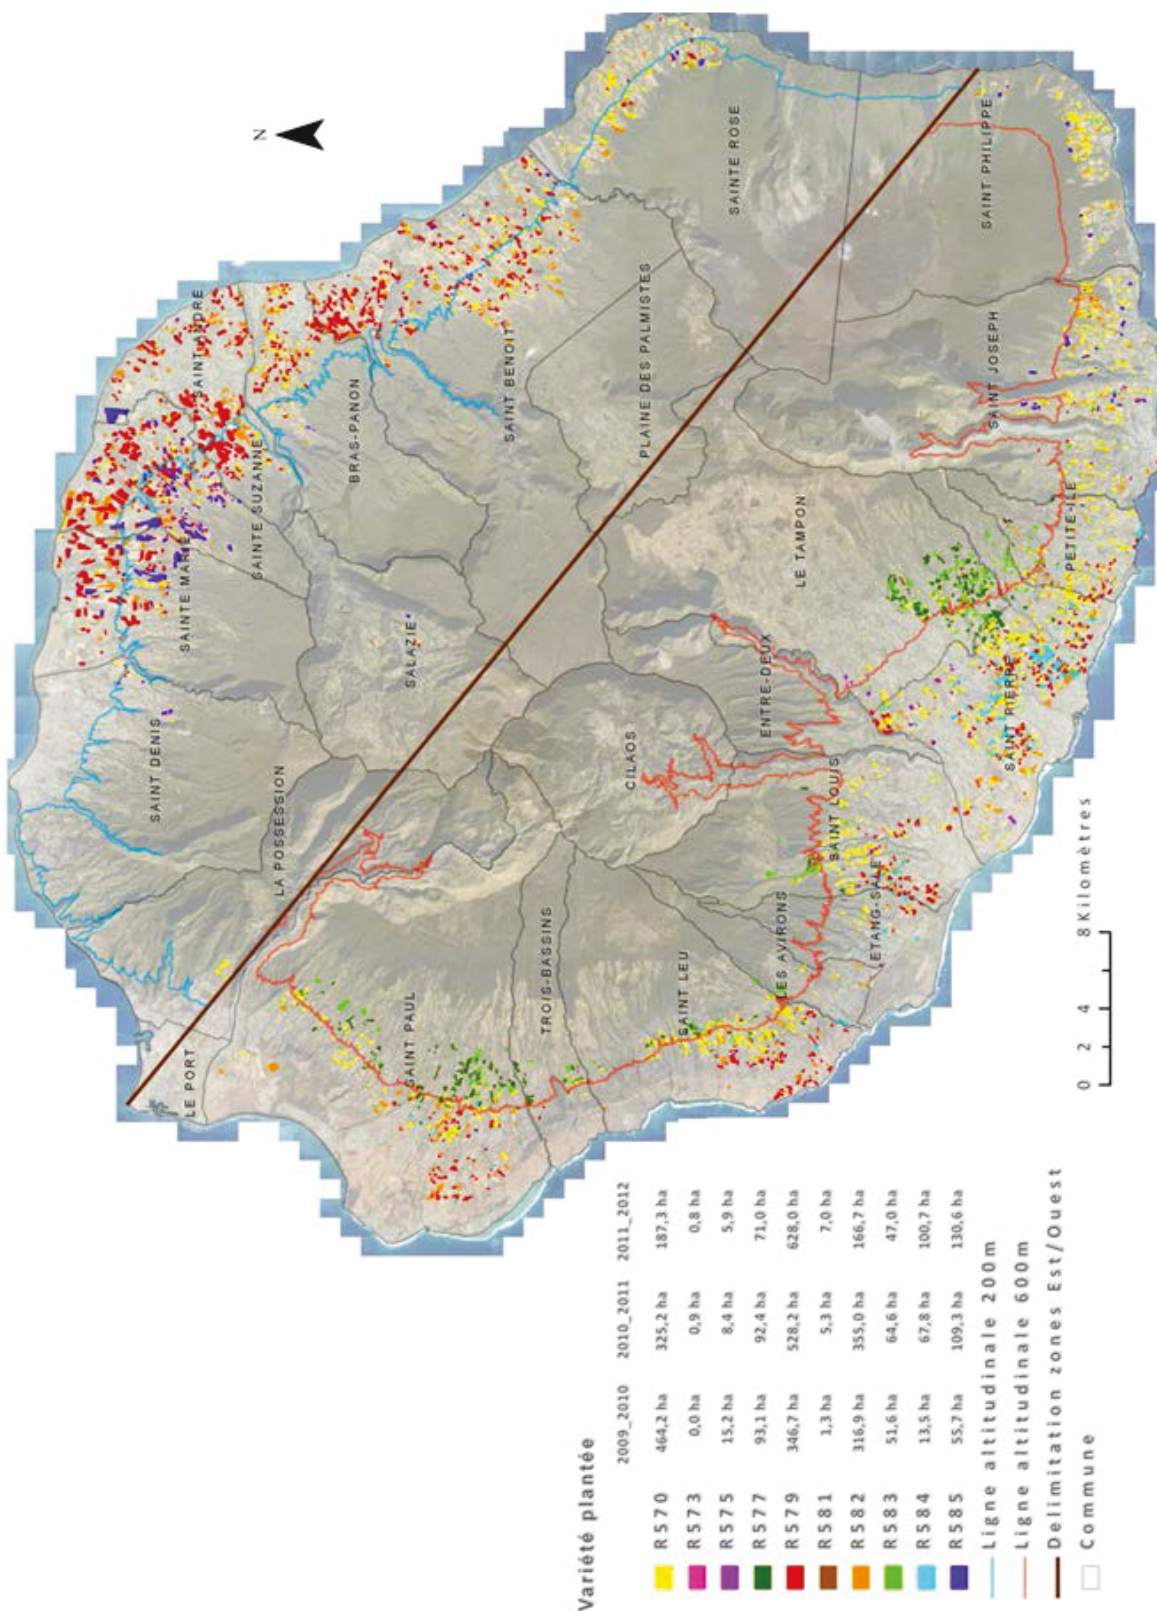 N
SAINT DENIS
SAINTE MARIE
SAINTE SUZANNE
SAINT ANDRE
LE PORT
LA POSSESSION
SALAZIE
BRAS-PANON
SAINT BENOIT
SAINTE ROSE
PLAINE DES PALMISTES
SAINT PAUL
TROIS-BASSINS
CILAOS
SAINT LEU
LES AVIRONS
ETANG-SALE
SAINT LOUIS
ENTRE-DEUX
LE TAMPON
SAINT PIERRE
PETITE-ILE
SAINT JOSEPH
SAINT PHILIPPE
0 2 4 8 Kilomètres
Variété plantée
2009_2010 2010_2011 2011_2012
R570 464,2 ha 325,2 ha 187,3 ha
R573 0,0 ha 0,9 ha 0,8 ha
R575 15,2 ha 8,4 ha 5,9 ha
R577 93,1 ha 92,4 ha 71,0 ha
R579 346,7 ha 528,2 ha 628,0 ha
R581 1,3 ha 5,3 ha 7,0 ha
R582 316,9 ha 355,0 ha 166,7 ha
R583 51,6 ha 64,6 ha 47,0 ha
R584 13,5 ha 67,8 ha 100,7 ha
R585 55,7 ha 109,3 ha 130,6 ha
Ligne altitudinale 200m
Ligne altitudinale 600m
Delimitation zones Est/Ouest
Commune